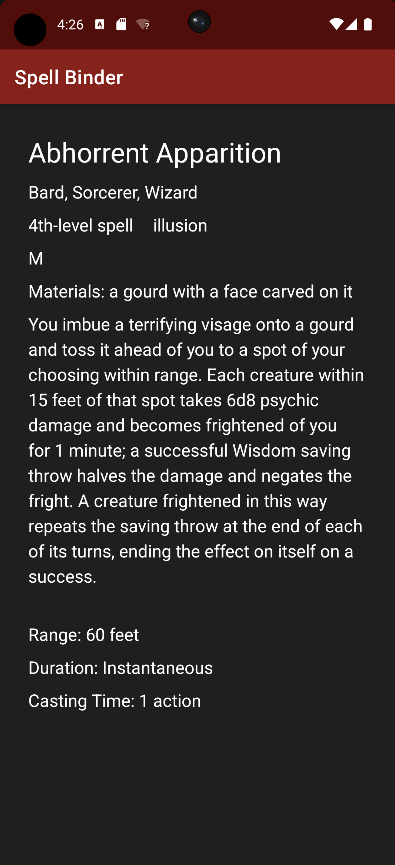 4:26
Spell Binder
Abhorrent Apparition
Bard, Sorcerer, Wizard
4th-level spell illusion
M
Materials: a gourd with a face carved on it
You imbue a terrifying visage onto a gourd
and toss it ahead of you to a spot of your
choosing within range. Each creature within
15 feet of that spot takes 6d8 psychic
damage and becomes frightened of you
for 1 minute; a successful Wisdom saving
throw halves the damage and negates the
fright. A creature frightened in this way
repeats the saving throw at the end of each
of its turns, ending the effect on itself on a
success.
Range: 60 feet
Duration: Instantaneous
Casting Time: 1 action